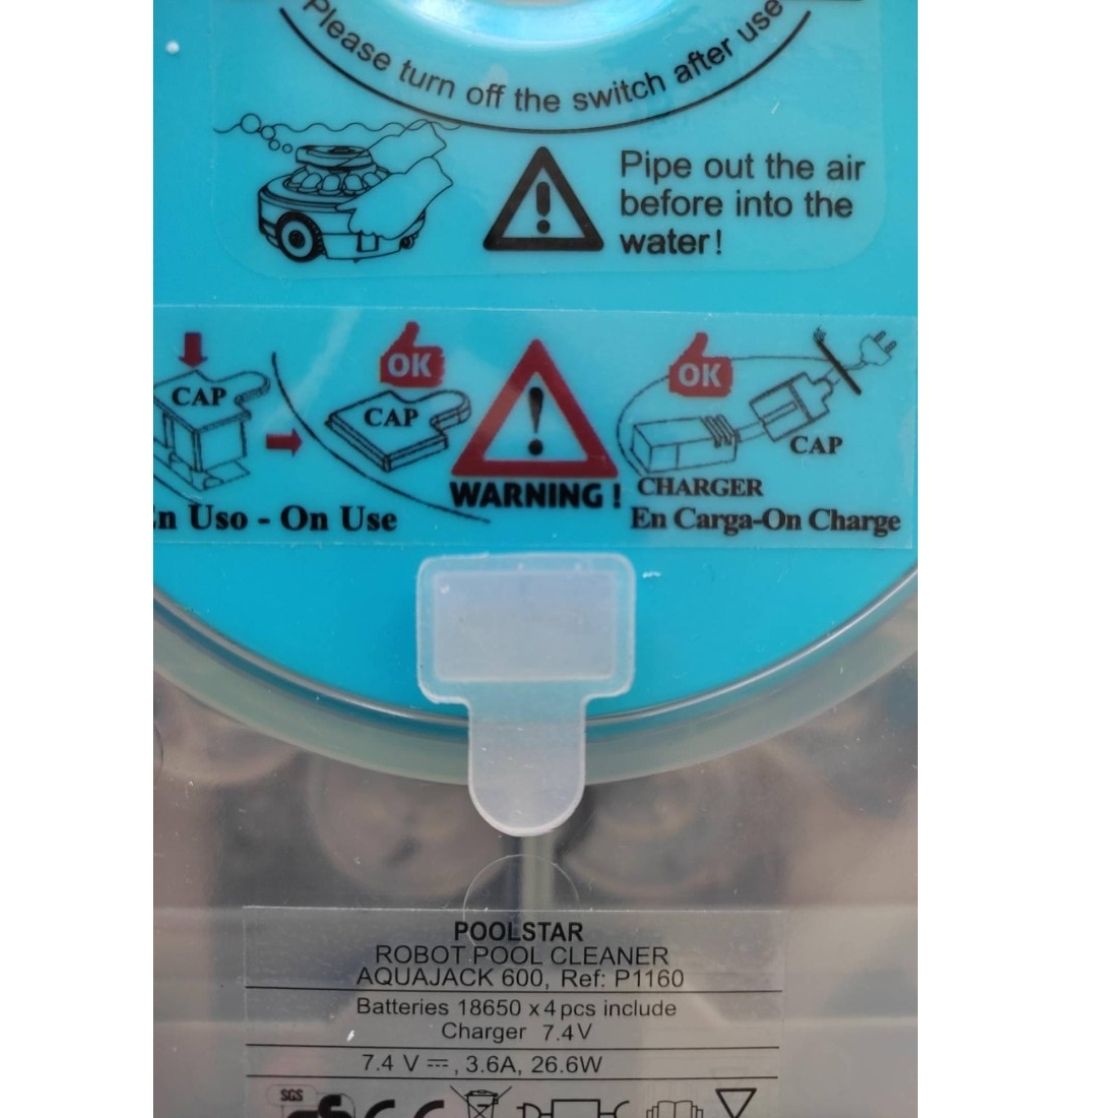 Please turn off the switch after use
Pipe out the air
before into the
water!
OK
OK
CAP
CAP
CAP
WARNING !
CHARGER
En Uso - On Use
En Carga-On Charge
POOLSTAR
ROBOT POOL CLEANER
AQUAJACK 600, Ref: P1160
Batteries 18650 x 4 pcs include
Charger 7.4V
7.4 V ⎓, 3.6A, 26.6W
SGS